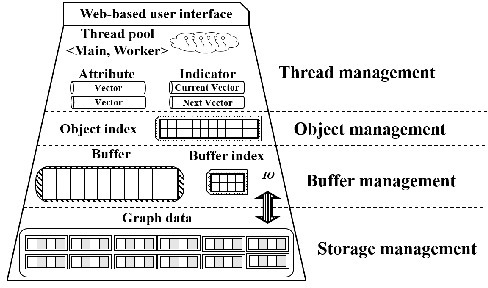 Web-based user interface
Thread pool
<Main, Worker>
Attribute Indicator
Vector Current Vector
Vector Next Vector
Thread management
Object index
Object management
Buffer Buffer index
IO
Buffer management
Graph data
Storage management